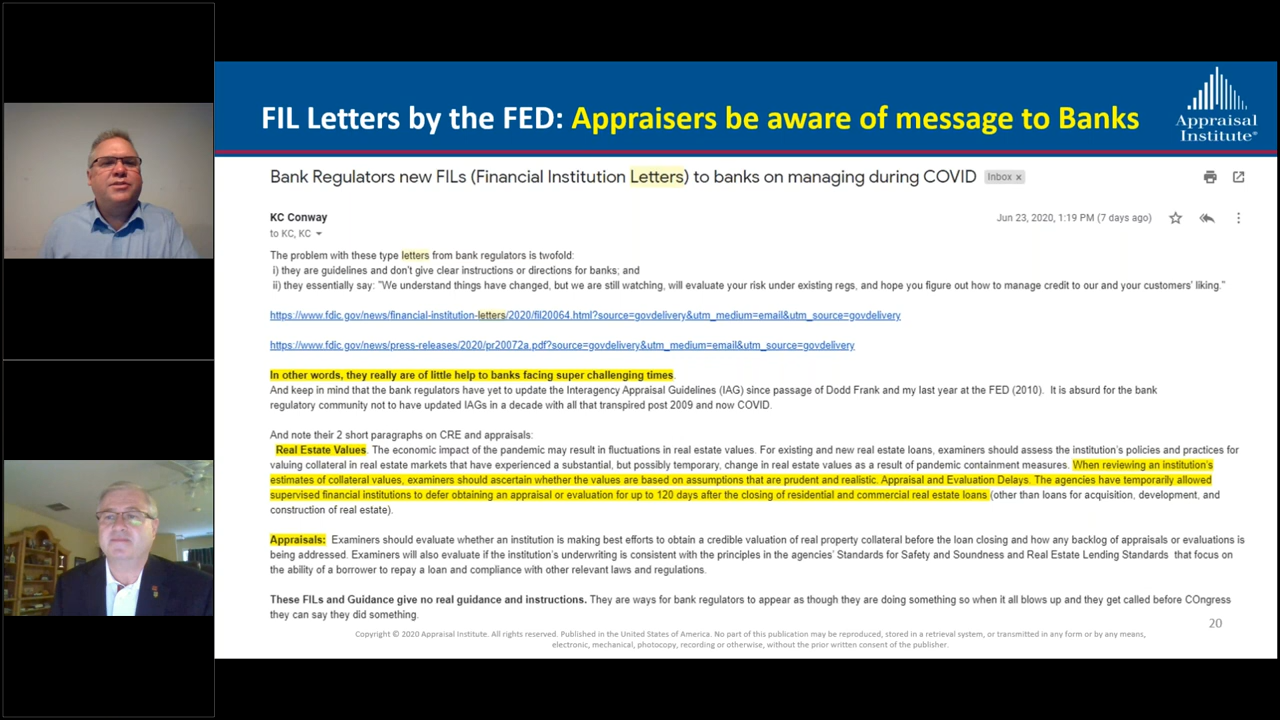 FIL Letters by the FED: Appraisers be aware of message to Banks
Appraisal
Institute®
Bank Regulators new FILs (Financial Institution Letters) to banks on managing during COVID
Inbox x
KC Conway
Jun 23, 2020, 1:19 PM (7 days ago)
to KC, KC
The problem with these type letters from bank regulators is twofold:
i) they are guidelines and don't give clear instructions or directions for banks; and
ii) they essentially say: "We understand things have changed, but we are still watching, will evaluate your risk under existing regs, and hope you figure out how to manage credit to our and your customers' liking."
https://www.fdic.gov/news/financial-institution-letters/2020/fil20064.html?source=govdelivery&utm_medium=email&utm_source=govdelivery
https://www.fdic.gov/news/press-releases/2020/pr20072a.pdf?source=govdelivery&utm_medium=email&utm_source=govdelivery
In other words, they really are of little help to banks facing super challenging times.
And keep in mind that the bank regulators have yet to update the Interagency Appraisal Guidelines (IAG) since passage of Dodd Frank and my last year at the FED (2010). It is absurd for the bank
regulatory community not to have updated IAGs in a decade with all that transpired post 2009 and now COVID.
And note their 2 short paragraphs on CRE and appraisals:
Real Estate Values. The economic impact of the pandemic may result in fluctuations in real estate values. For existing and new real estate loans, examiners should assess the institution's policies and practices for
valuing collateral in real estate markets that have experienced a substantial, but possibly temporary, change in real estate values as a result of pandemic containment measures. When reviewing an institution's
estimates of collateral values, examiners should ascertain whether the values are based on assumptions that are prudent and realistic. Appraisal and Evaluation Delays. The agencies have temporarily allowed
supervised financial institutions to defer obtaining an appraisal or evaluation for up to 120 days after the closing of residential and commercial real estate loans (other than loans for acquisition, development, and
construction of real estate).
Appraisals: Examiners should evaluate whether an institution is making best efforts to obtain a credible valuation of real property collateral before the loan closing and how any backlog of appraisals or evaluations is
being addressed. Examiners will also evaluate if the institution's underwriting is consistent with the principles in the agencies' Standards for Safety and Soundness and Real Estate Lending Standards that focus on
the ability of a borrower to repay a loan and compliance with other relevant laws and regulations.
These FILs and Guidance give no real guidance and instructions. They are ways for bank regulators to appear as though they are doing something so when it all blows up and they get called before COngress
they can say they did something.
20
Copyright © 2020 Appraisal Institute. All rights reserved. Published in the United States of America. No part of this publication may be reproduced, stored in a retrieval system, or transmitted in any form or by any means,
electronic, mechanical, photocopy, recording or otherwise, without the prior written consent of the publisher.